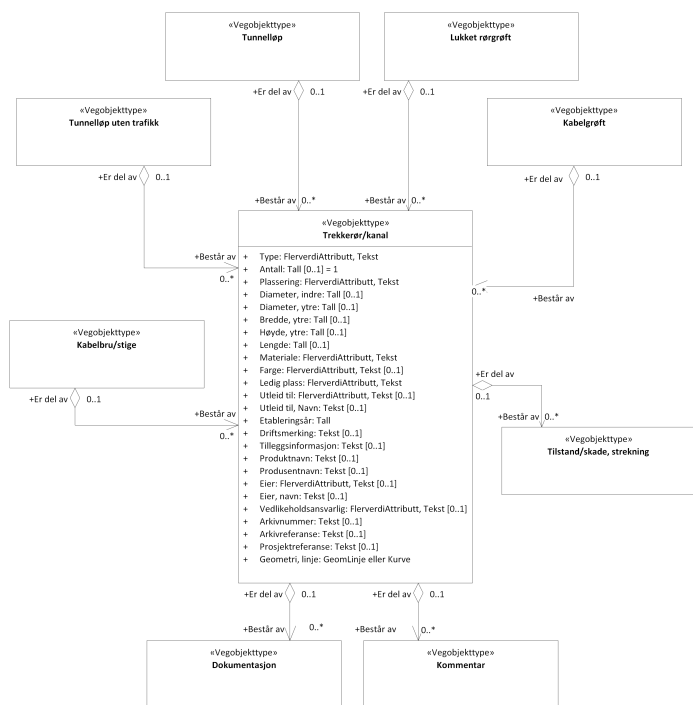 «Vegobjekttype»
Tunnelløp
«Vegobjekttype»
Lukket rørgrøft
+Er del av 0..1
+Er del av 0..1
«Vegobjekttype»
Tunnelløp uten trafikk
«Vegobjekttype»
Kabelgrøft
+Er del av 0..1
+Er del av 0..1
+Består av 0..*
+Består av 0..*
«Vegobjekttype»
Trekkerør/kanal
+Består av
0..*
0..*
+Består av
+ Type: FlerverdiAttributt, Tekst
+ Antall: Tall [0..1] = 1
+ Plassering: FlerverdiAttributt, Tekst
+ Diameter, indre: Tall [0..1]
+ Diameter, ytre: Tall [0..1]
+ Bredde, ytre: Tall [0..1]
+ Høyde, ytre: Tall [0..1]
+ Lengde: Tall [0..1]
+ Materiale: FlerverdiAttributt, Tekst
+ Farge: FlerverdiAttributt, Tekst [0..1]
+ Ledig plass: FlerverdiAttributt, Tekst
+ Utleid til: FlerverdiAttributt, Tekst [0..1]
+ Utleid til, Navn: Tekst [0..1]
+ Etableringsår: Tall
+ Driftsmerking: Tekst [0..1]
+ Tilleggsinformasjon: Tekst [0..1]
+ Produktnavn: Tekst [0..1]
+ Produsentnavn: Tekst [0..1]
+ Eier: FlerverdiAttributt, Tekst [0..1]
+ Eier, navn: Tekst [0..1]
+ Vedlikeholdsansvarlig: FlerverdiAttributt, Tekst [0..1]
+ Arkivnummer: Tekst [0..1]
+ Arkivreferanse: Tekst [0..1]
+ Prosjektreferanse: Tekst [0..1]
+ Geometri, linje: GeomLinje eller Kurve
«Vegobjekttype»
Kabelbru/stige
+Er del av 0..1
+Består av
0..*
+Er del av
0..1
+Består av 0..*
«Vegobjekttype»
Tilstand/skade, strekning
+Er del av 0..1
+Er del av 0..1
+Består av 0..*
+Består av 0..*
«Vegobjekttype»
Dokumentasjon
«Vegobjekttype»
Kommentar